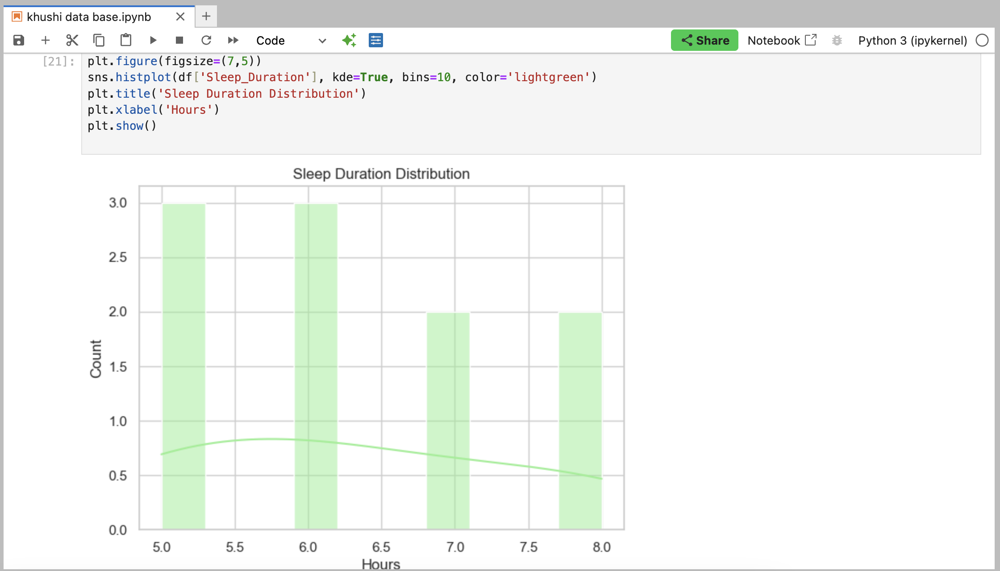 khushi data base.ipynb
Code
Share
Notebook
Python 3 (ipykernel)
[21]:
plt.figure(figsize=(7,5))
sns.histplot(df['Sleep_Duration'], kde=True, bins=10, color='lightgreen')
plt.title('Sleep Duration Distribution')
plt.xlabel('Hours')
plt.show()
Sleep Duration Distribution
3.0
2.5
2.0
1.5
1.0
0.5
0.0
Count
5.0 5.5 6.0 6.5 7.0 7.5 8.0
Hours